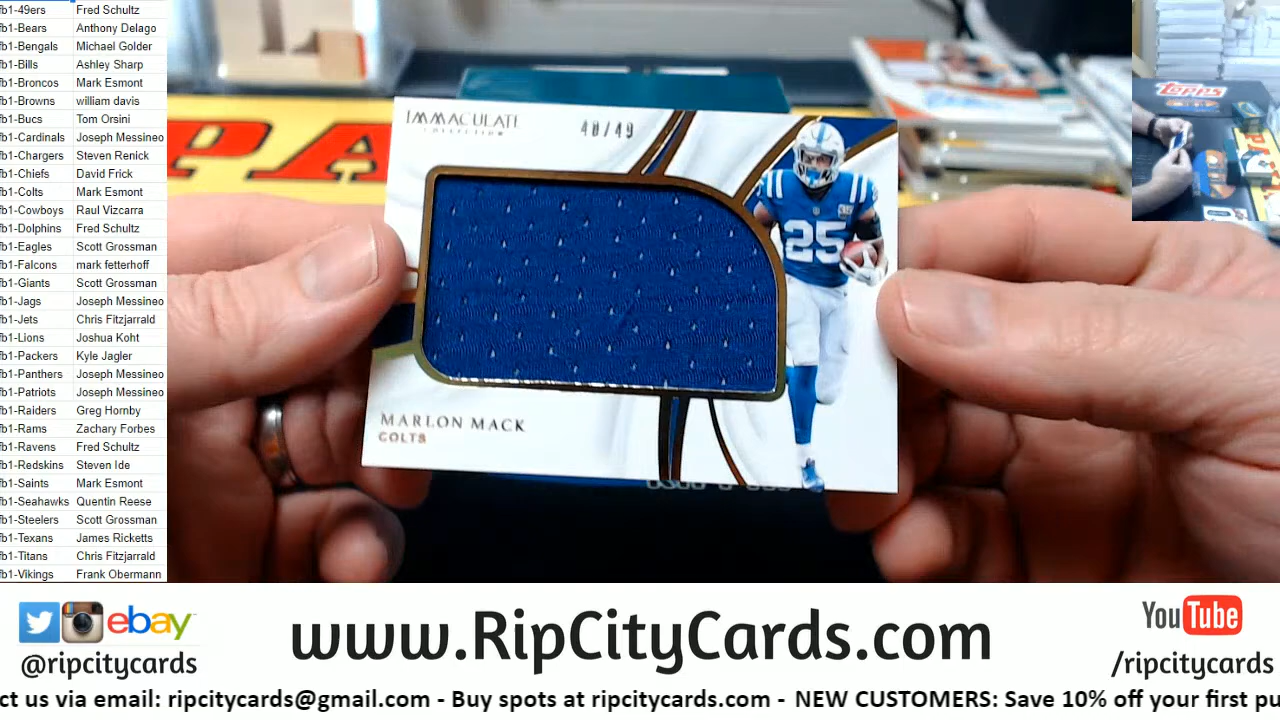 fb1-49ers Fred Schultz
fb1-Bears Anthony Delago
fb1-Bengals Michael Golder
fb1-Bills Ashley Sharp
fb1-Broncos Mark Esmont
fb1-Browns william davis
fb1-Bucs Tom Orsini
fb1-Cardinals Joseph Messineo
fb1-Chargers Steven Renick
fb1-Chiefs David Frick
fb1-Colts Mark Esmont
fb1-Cowboys Raul Vizcarra
fb1-Dolphins Fred Schultz
fb1-Eagles Scott Grossman
fb1-Falcons mark fetterhoff
fb1-Giants Scott Grossman
fb1-Jags Joseph Messineo
fb1-Jets Chris Fitzjarrald
fb1-Lions Joshua Koht
fb1-Packers Kyle Jagler
fb1-Panthers Joseph Messineo
fb1-Patriots Joseph Messineo
fb1-Raiders Greg Hornby
fb1-Rams Zachary Forbes
fb1-Ravens Fred Schultz
fb1-Redskins Steven Ide
fb1-Saints Mark Esmont
fb1-Seahawks Quentin Reese
fb1-Steelers Scott Grossman
fb1-Texans James Ricketts
fb1-Titans Chris Fitzjarrald
fb1-Vikings Frank Obermann
PA
IMMACULATE
COLLECTION
40/49
25
MARLON MACK
COLTS
Topps
PA
ebay
@ripcitycards
www.RipCityCards.com
YouTube
/ripcitycards
ct us via email: ripcitycards@gmail.com - Buy spots at ripcitycards.com - NEW CUSTOMERS: Save 10% off your first pu